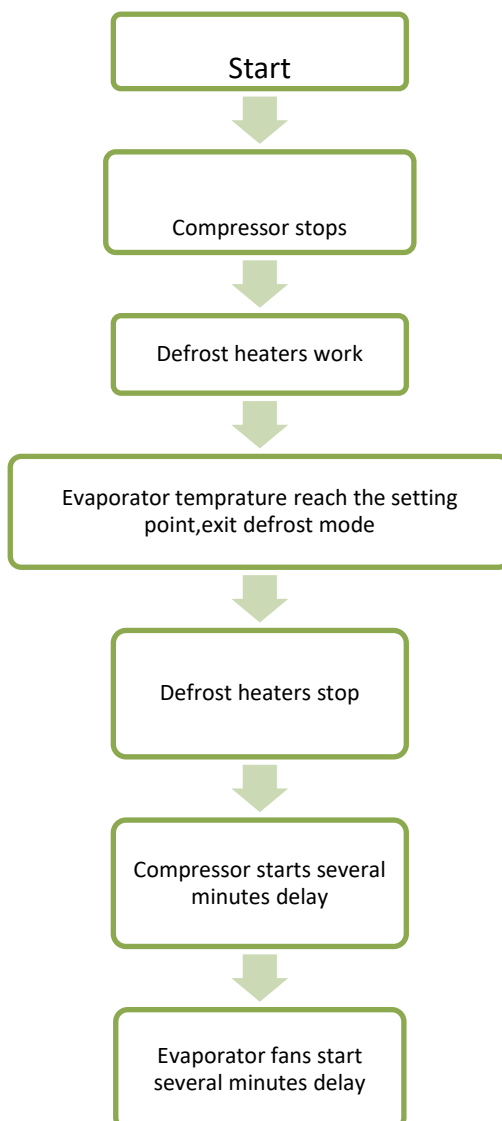 Start
Compressor stops
Defrost heaters work
Evaporator temprature reach the setting
point,exit defrost mode
Defrost heaters stop
Compressor starts several
minutes delay
Evaporator fans start
several minutes delay